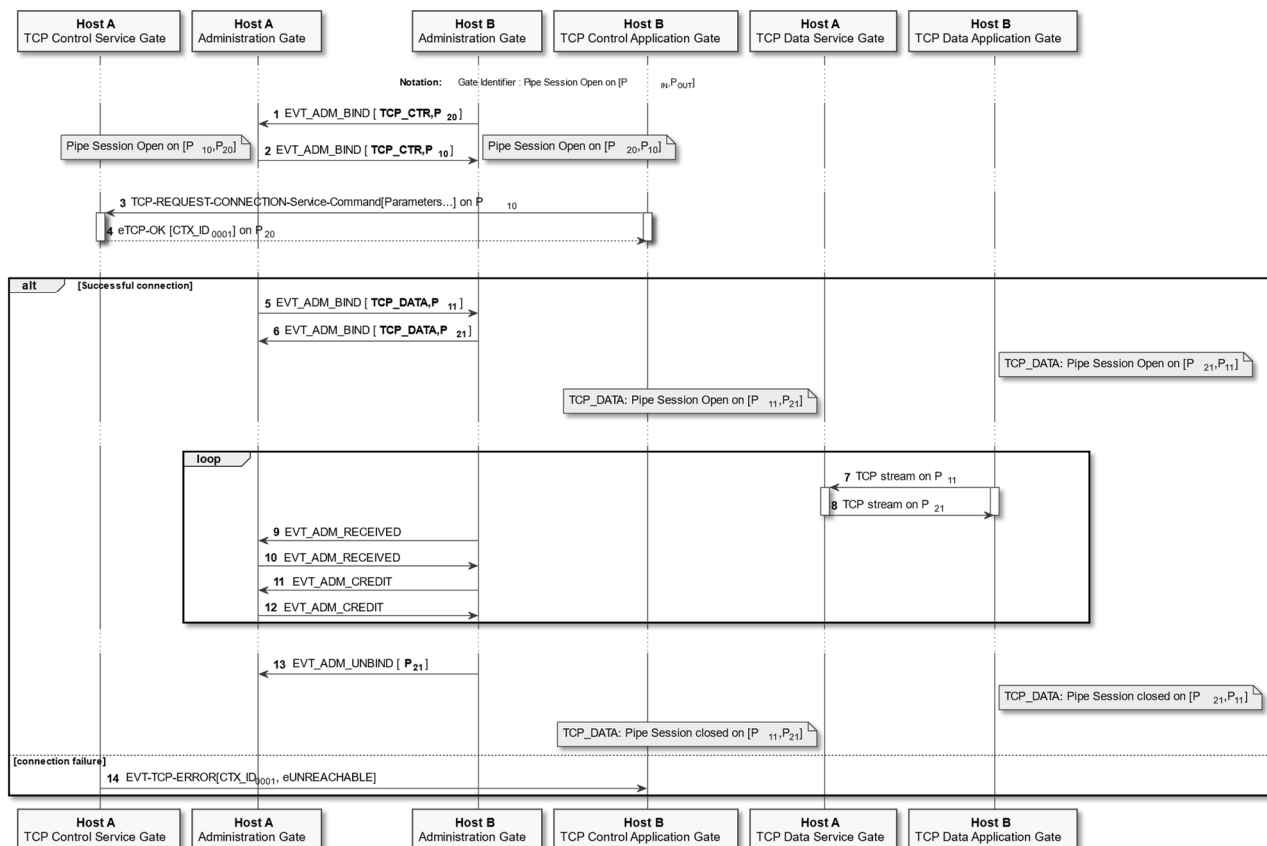 Host A
TCP Control Service Gate
Host A
Administration Gate
Host B
Administration Gate
Host B
TCP Control Application Gate
Host A
TCP Data Service Gate
Host B
TCP Data Application Gate
Notation: Gate Identifier : Pipe Session Open on [P IN,POUT]
1 EVT_ADM_BIND [ TCP_CTR,P 20]
Pipe Session Open on [P 10,P20]
2 EVT_ADM_BIND [ TCP_CTR,P 10]
Pipe Session Open on [P 20,P10]
3 TCP-REQUEST-CONNECTION-Service-Command[Parameters...] on P 10
4 eTCP-OK [CTX_ID0001] on P20
alt [Successful connection]
5 EVT_ADM_BIND [ TCP_DATA,P 11]
6 EVT_ADM_BIND [ TCP_DATA,P 21]
TCP_DATA: Pipe Session Open on [P 21,P11]
TCP_DATA: Pipe Session Open on [P 11,P21]
loop
7 TCP stream on P 11
8 TCP stream on P 21
9 EVT_ADM_RECEIVED
10 EVT_ADM_RECEIVED
11 EVT_ADM_CREDIT
12 EVT_ADM_CREDIT
13 EVT_ADM_UNBIND [ P21]
TCP_DATA: Pipe Session closed on [P 21,P11]
TCP_DATA: Pipe Session closed on [P 11,P21]
[connection failure]
14 EVT-TCP-ERROR[CTX_ID0001, eUNREACHABLE]
Host A
TCP Control Service Gate
Host A
Administration Gate
Host B
Administration Gate
Host B
TCP Control Application Gate
Host A
TCP Data Service Gate
Host B
TCP Data Application Gate